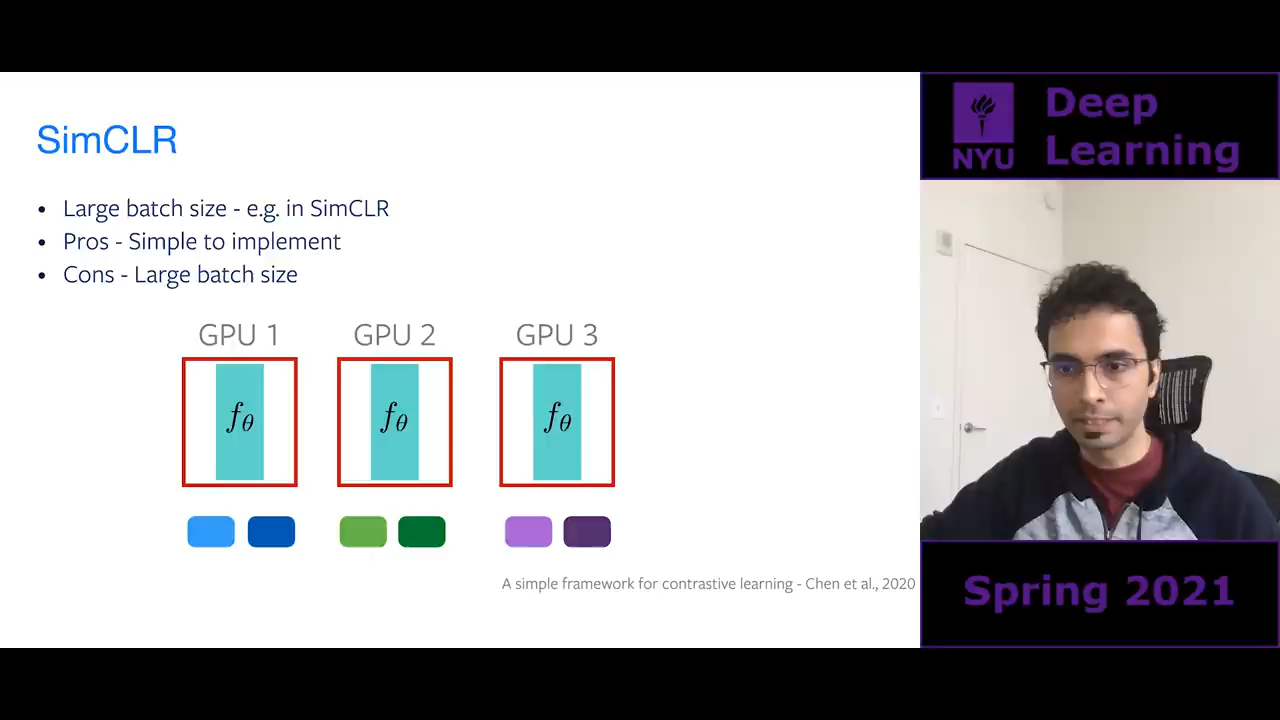 SimCLR
• Large batch size - e.g. in SimCLR
• Pros - Simple to implement
• Cons - Large batch size
GPU 1 GPU 2 GPU 3
fθ fθ fθ
A simple framework for contrastive learning - Chen et al., 2020
NYU
Deep
Learning
Spring 2021